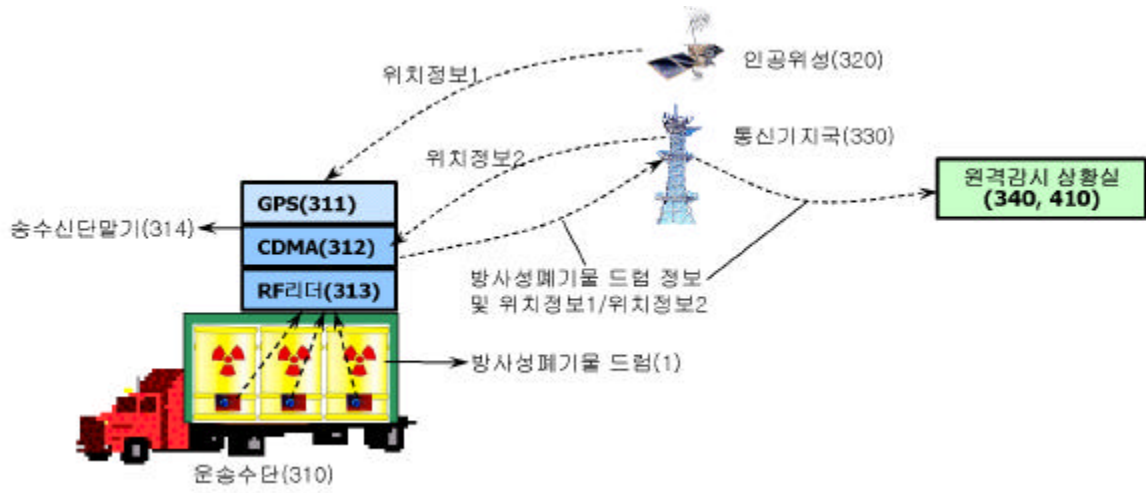 인공위성(320)
위치정보1
통신기지국(330)
위치정보2
원격감시 상황실
(340, 410)
GPS(311)
송수신단말기(314)
CDMA(312)
RF리더(313)
방사성폐기물 드럼 정보
및 위치정보1/위치정보2
방사성폐기물 드럼(1)
운송수단(310)